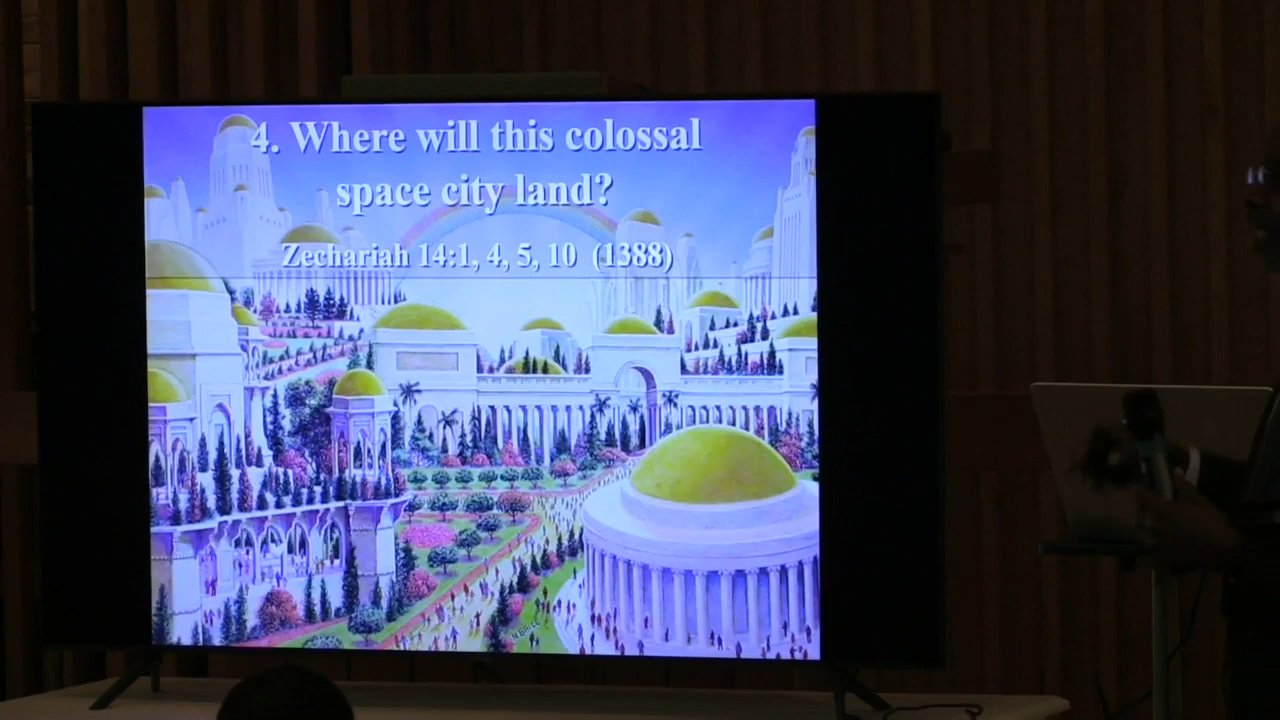 4. Where will this colossal
space city land?
Zechariah 14:1, 4, 5, 10 (1388)